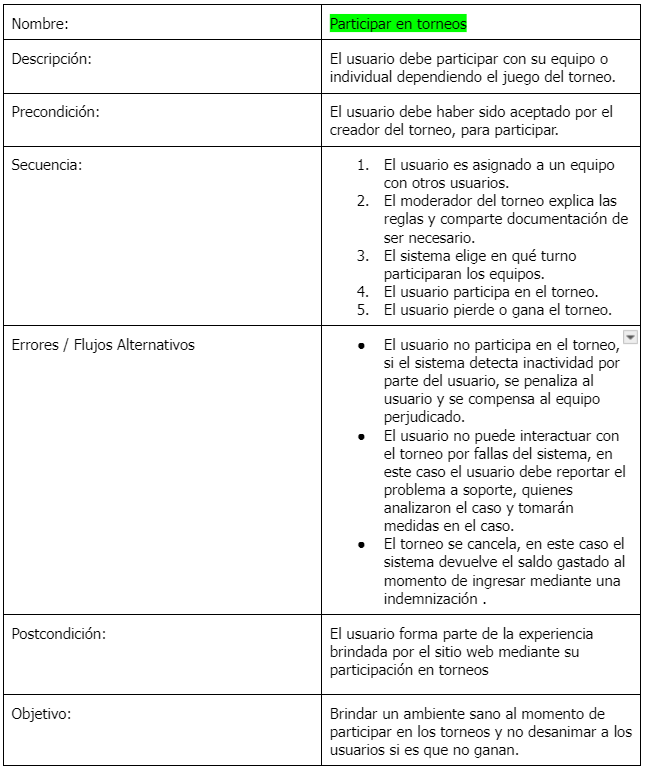 Nombre:
Participar en torneos
Descripción:
El usuario debe participar con su equipo o
individual dependiendo el juego del torneo.
Precondición:
El usuario debe haber sido aceptado por el
creador del torneo, para participar.
Secuencia:
1. El usuario es asignado a un equipo
con otros usuarios.
2. El moderador del torneo explica las
reglas y comparte documentación de
ser necesario.
3. El sistema elige en qué turno
participaran los equipos.
4. El usuario participa en el torneo.
5. El usuario pierde o gana el torneo.
Errores / Flujos Alternativos
● El usuario no participa en el torneo,
si el sistema detecta inactividad por
parte del usuario, se penaliza al
usuario y se compensa al equipo
perjudicado.
● El usuario no puede interactuar con
el torneo por fallas del sistema, en
este caso el usuario debe reportar el
problema a soporte, quienes
analizaron el caso y tomarán
medidas en el caso.
● El torneo se cancela, en este caso el
sistema devuelve el saldo gastado al
momento de ingresar mediante una
indemnización .
Postcondición:
El usuario forma parte de la experiencia
brindada por el sitio web mediante su
participación en torneos
Objetivo:
Brindar un ambiente sano al momento de
participar en los torneos y no desanimar a los
usuarios si es que no ganan.